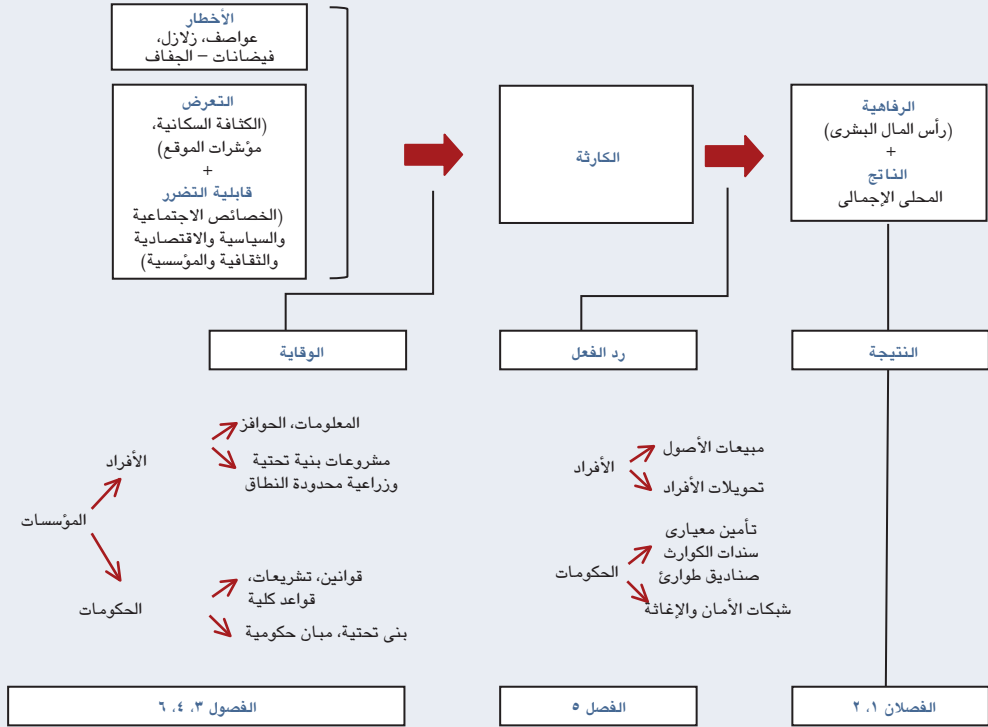 الأخطار
عواصف، زلازل،
فيضانات – الجفاف
التعرض
(الكثافة السكانية،
مؤشرات الموقع)
+
قابلية التضرر
(الخصائص الاجتماعية
والسياسية والاقتصادية
والثقافية والمؤسسية)
الكارثة
الرفاهية
(رأس المال البشرى)
+
الناتج
المحلى الإجمالى
الوقاية
رد الفعل
النتيجة
المؤسسات
الأفراد
المعلومات، الحوافز
مشروعات بنية تحتية
وزراعية محدودة النطاق
الحكومات
قوانين، تشريعات،
قواعد كلية
بنى تحتية، مبان حكومية
الأفراد
مبيعات الأصول
تحويلات الأفراد
الحكومات
تأمين معيارى
سندات الكوارث
صناديق طوارئ
شبكات الأمان والإغاثة
الفصول ٣، ٤، ٦
الفصل ٥
الفصلان ١، ٢